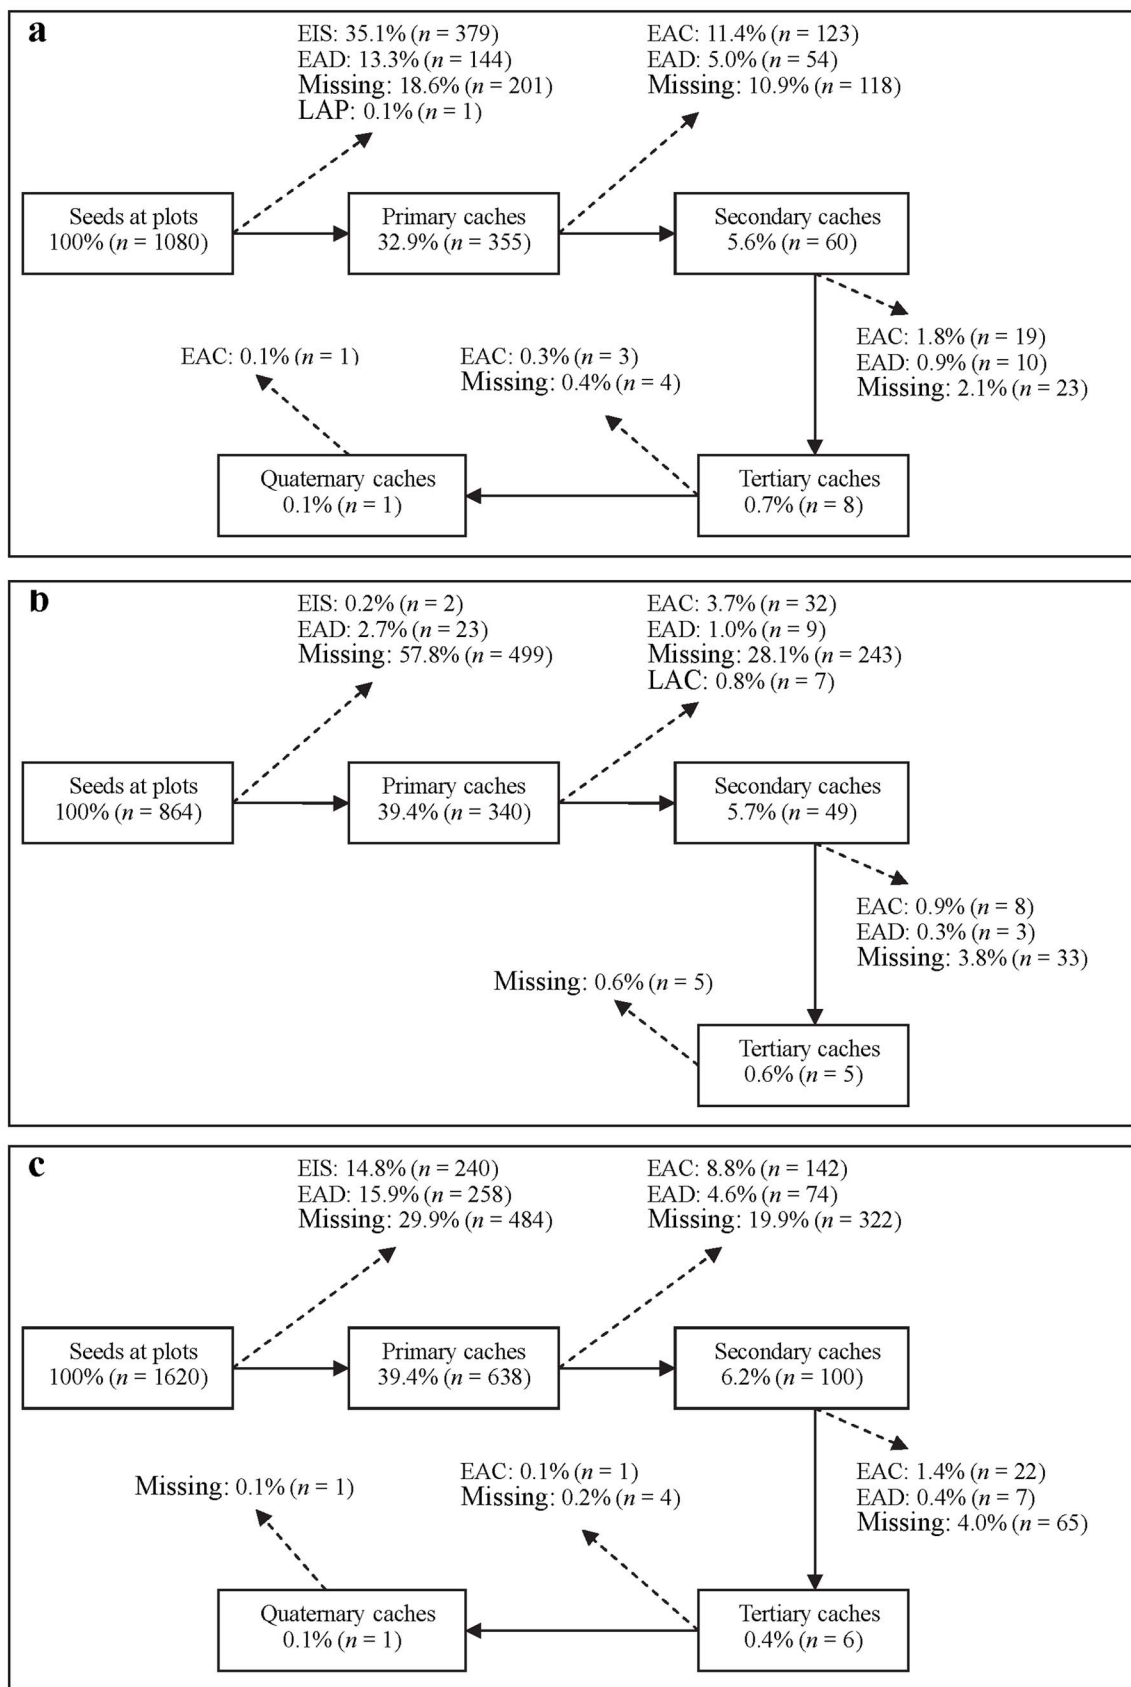 a
EIS: 35.1% (n = 379)
EAD: 13.3% (n = 144)
Missing: 18.6% (n = 201)
LAP: 0.1% (n = 1)
EAC: 11.4% (n = 123)
EAD: 5.0% (n = 54)
Missing: 10.9% (n = 118)
Seeds at plots
100% (n = 1080)
Primary caches
32.9% (n = 355)
Secondary caches
5.6% (n = 60)
EAC: 1.8% (n = 19)
EAD: 0.9% (n = 10)
Missing: 2.1% (n = 23)
EAC: 0.1% (n = 1)
EAC: 0.3% (n = 3)
Missing: 0.4% (n = 4)
Quaternary caches
0.1% (n = 1)
Tertiary caches
0.7% (n = 8)
b
EIS: 0.2% (n = 2)
EAD: 2.7% (n = 23)
Missing: 57.8% (n = 499)
EAC: 3.7% (n = 32)
EAD: 1.0% (n = 9)
Missing: 28.1% (n = 243)
LAC: 0.8% (n = 7)
Seeds at plots
100% (n = 864)
Primary caches
39.4% (n = 340)
Secondary caches
5.7% (n = 49)
EAC: 0.9% (n = 8)
EAD: 0.3% (n = 3)
Missing: 3.8% (n = 33)
Missing: 0.6% (n = 5)
Tertiary caches
0.6% (n = 5)
c
EIS: 14.8% (n = 240)
EAD: 15.9% (n = 258)
Missing: 29.9% (n = 484)
EAC: 8.8% (n = 142)
EAD: 4.6% (n = 74)
Missing: 19.9% (n = 322)
Seeds at plots
100% (n = 1620)
Primary caches
39.4% (n = 638)
Secondary caches
6.2% (n = 100)
EAC: 1.4% (n = 22)
EAD: 0.4% (n = 7)
Missing: 4.0% (n = 65)
Missing: 0.1% (n = 1)
EAC: 0.1% (n = 1)
Missing: 0.2% (n = 4)
Quaternary caches
0.1% (n = 1)
Tertiary caches
0.4% (n = 6)